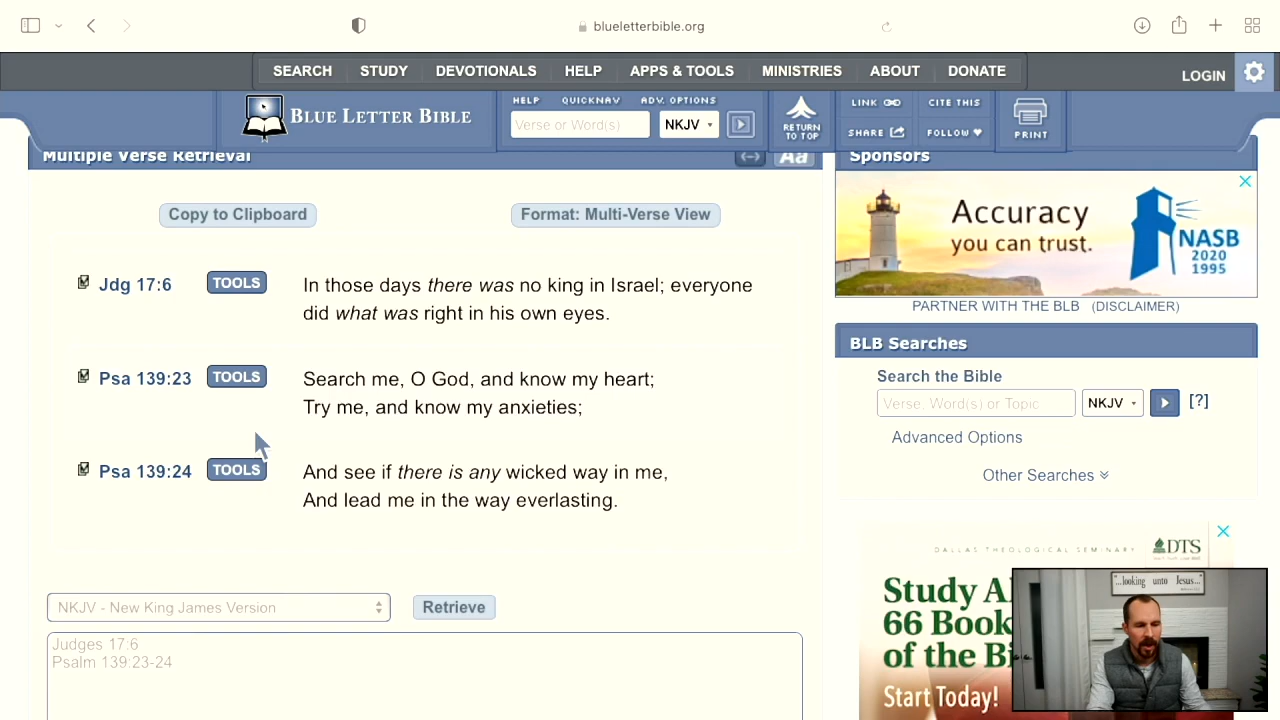 blueletterbible.org
SEARCH STUDY DEVOTIONALS HELP APPS & TOOLS MINISTRIES ABOUT DONATE
LOGIN
BLUE LETTER BIBLE
HELP QUICKNAV ADV. OPTIONS
Verse or Word(s) NKJV
RETURN
TO TOP
LINK CITE THIS
SHARE FOLLOW
PRINT
Multiple Verse Retrieval
Aa
Copy to Clipboard Format: Multi-Verse View
Jdg 17:6 TOOLS In those days there was no king in Israel; everyone
did what was right in his own eyes.
Psa 139:23 TOOLS Search me, O God, and know my heart;
Try me, and know my anxieties;
Psa 139:24 TOOLS And see if there is any wicked way in me,
And lead me in the way everlasting.
NKJV - New King James Version Retrieve
Judges 17:6
Psalm 139:23-24
Sponsors
Accuracy
you can trust.
NASB
2020
1995
PARTNER WITH THE BLB (DISCLAIMER)
BLB Searches
Search the Bible
Verse, Word(s) or Topic NKJV [?]
Advanced Options
Other Searches
DALLAS THEOLOGICAL SEMINARY DTS
Study A
66 Book
of the Bi
Start Today!
"...looking unto Jesus..."